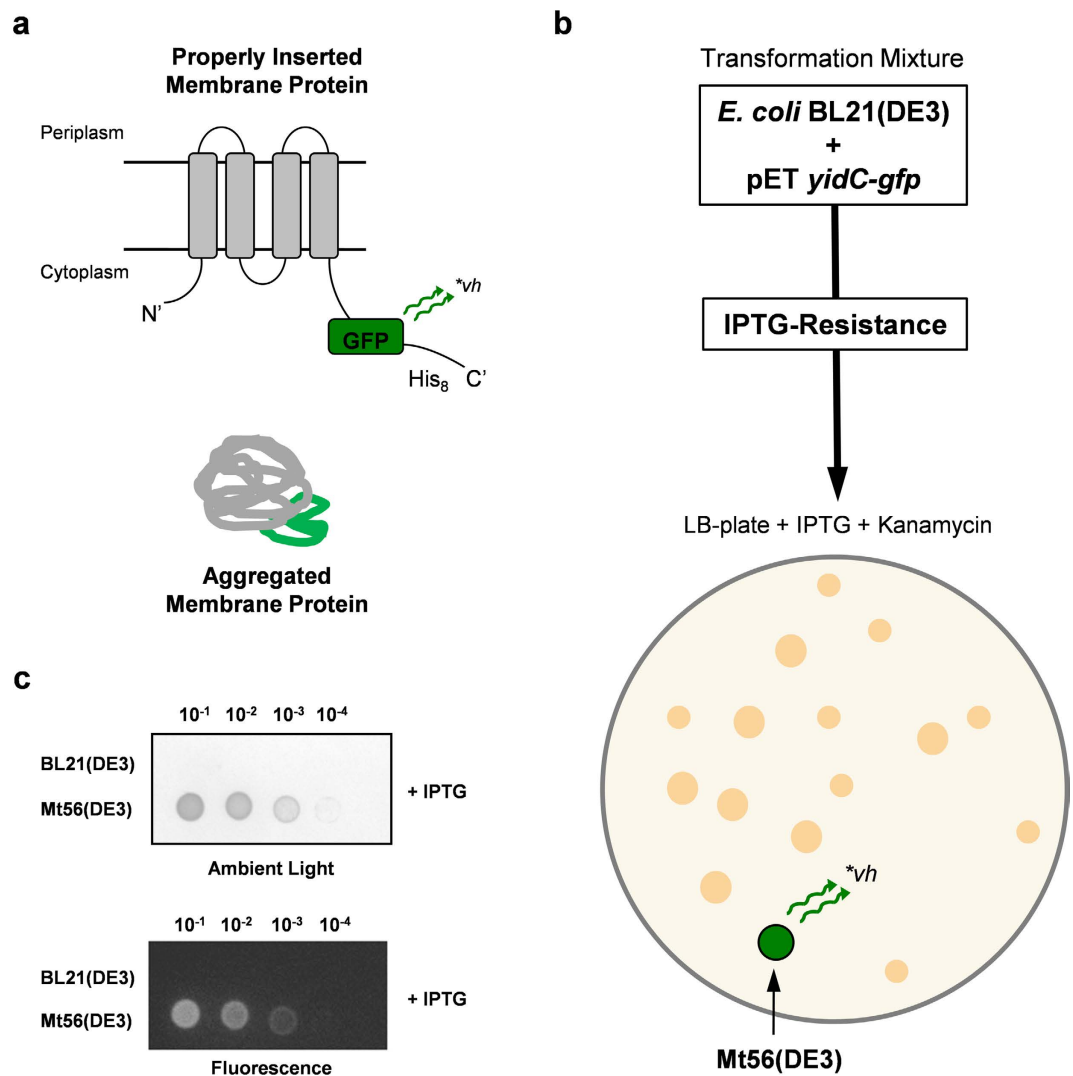 a
Properly Inserted
Membrane Protein
Periplasm
Cytoplasm
N’
*vh
GFP
His₈ C’
Aggregated
Membrane Protein
b
Transformation Mixture
E. coli BL21(DE3)
+
pET yidC-gfp
IPTG-Resistance
LB-plate + IPTG + Kanamycin
*vh
Mt56(DE3)
c
10⁻¹ 10⁻² 10⁻³ 10⁻⁴
BL21(DE3)
Mt56(DE3)
+ IPTG
Ambient Light
10⁻¹ 10⁻² 10⁻³ 10⁻⁴
BL21(DE3)
Mt56(DE3)
+ IPTG
Fluorescence